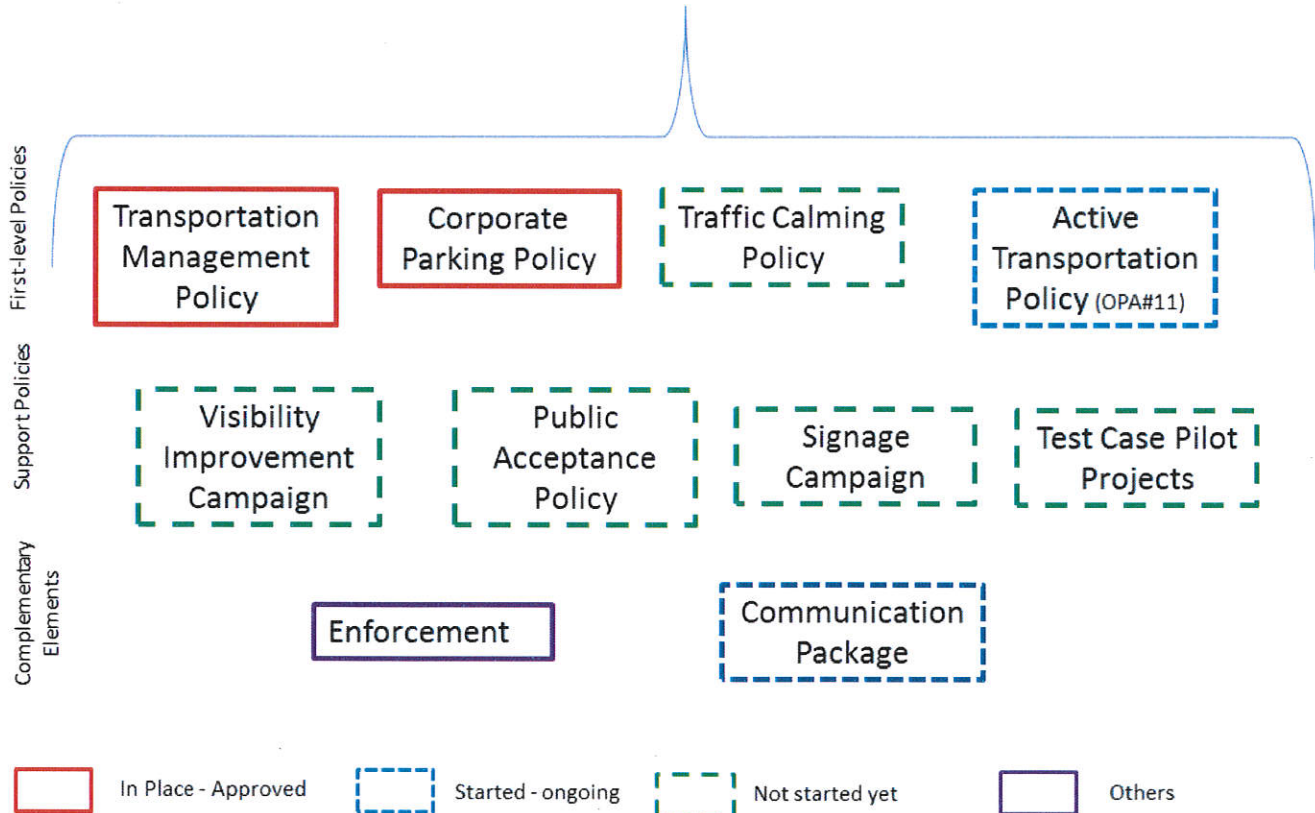 First-level Policies
Transportation
Management
Policy
Corporate
Parking Policy
Traffic Calming
Policy
Active
Transportation
Policy (OPA#11)
Support Policies
Visibility
Improvement
Campaign
Public
Acceptance
Policy
Signage
Campaign
Test Case Pilot
Projects
Complementary
Elements
Enforcement
Communication
Package
In Place - Approved
Started - ongoing
Not started yet
Others